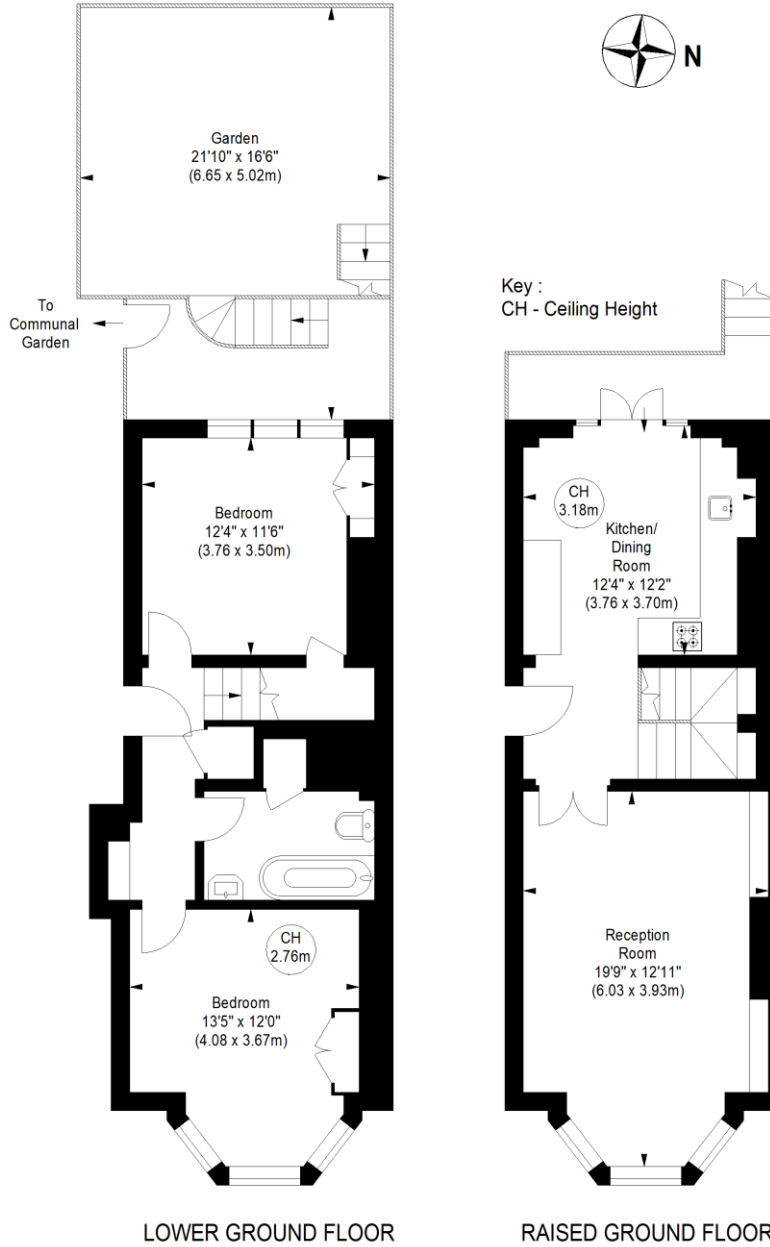 N
Garden
21'10" x 16'6"
(6.65 x 5.02m)
To
Communal
Garden
Key :
CH - Ceiling Height
Bedroom
12'4" x 11'6"
(3.76 x 3.50m)
CH
3.18m
Kitchen/
Dining
Room
12'4" x 12'2"
(3.76 x 3.70m)
CH
2.76m
Bedroom
13'5" x 12'0"
(4.08 x 3.67m)
Reception
Room
19'9" x 12'11"
(6.03 x 3.93m)
LOWER GROUND FLOOR
RAISED GROUND FLOOR